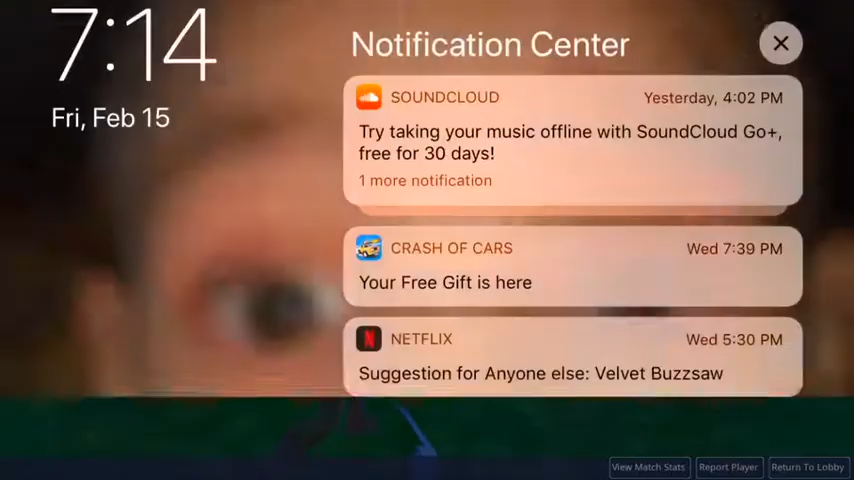 7:14
Fri, Feb 15
Notification Center
SOUNDCLOUD
Yesterday, 4:02 PM
Try taking your music offline with SoundCloud Go+,
free for 30 days!
1 more notification
CRASH OF CARS
Wed 7:39 PM
Your Free Gift is here
NETFLIX
Wed 5:30 PM
Suggestion for Anyone else: Velvet Buzzsaw
View Match Stats
Report Player
Return To Lobby